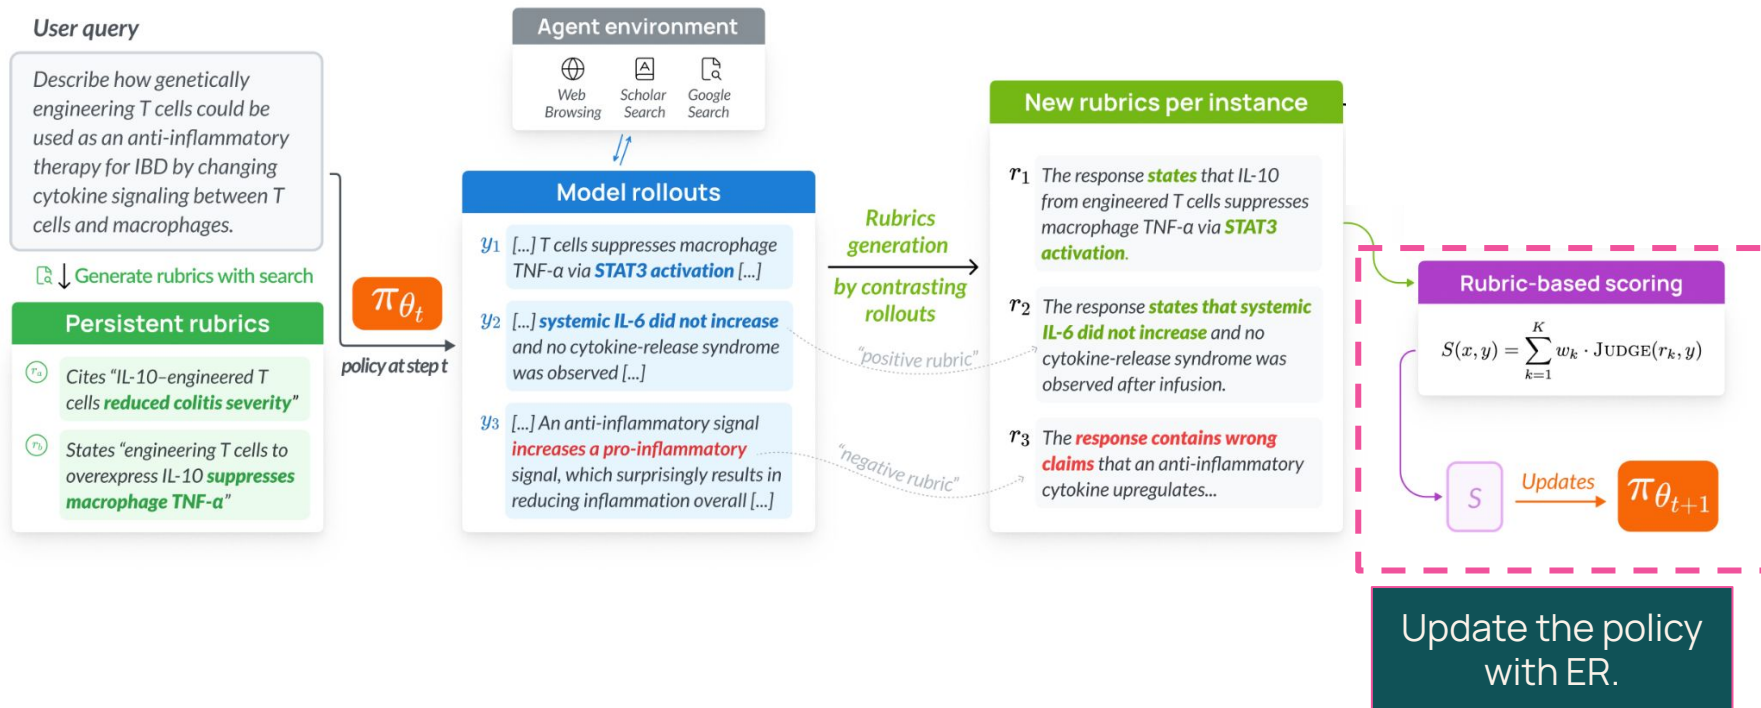 User query
Describe how genetically
engineering T cells could be
used as an anti-inflammatory
therapy for IBD by changing
cytokine signaling between T
cells and macrophages.
Generate rubrics with search
Persistent rubrics
rₐ Cites "IL-10–engineered T
cells reduced colitis severity"
r_b States "engineering T cells to
overexpress IL-10 suppresses
macrophage TNF-α"
π_θₜ
policy at step t
Agent environment
Web
Browsing
Scholar
Search
Google
Search
Model rollouts
y₁ [...] T cells suppresses macrophage
TNF-α via STAT3 activation [...]
y₂ [...] systemic IL-6 did not increase
and no cytokine-release syndrome
was observed [...]
y₃ [...] An anti-inflammatory signal
increases a pro-inflammatory
signal, which surprisingly results in
reducing inflammation overall [...]
Rubrics
generation
by contrasting
rollouts
"positive rubric"
"negative rubric"
New rubrics per instance
r₁ The response states that IL-10
from engineered T cells suppresses
macrophage TNF-α via STAT3
activation.
r₂ The response states that systemic
IL-6 did not increase and no
cytokine-release syndrome was
observed after infusion.
r₃ The response contains wrong
claims that an anti-inflammatory
cytokine upregulates...
Rubric-based scoring
S(x, y) = ∑_{k=1}^{K} w_k · JUDGE(r_k, y)
S
Updates
π_θₜ₊₁
Update the policy
with ER.